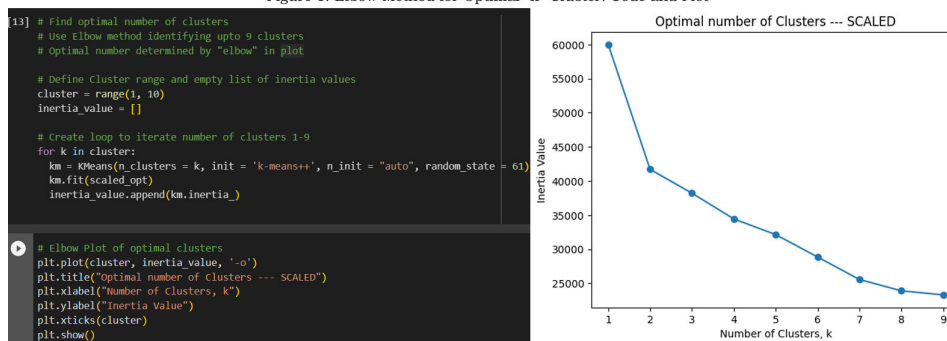 [13] # Find optimal number of clusters
# Use Elbow method identifying upto 9 clusters
# Optimal number determined by "elbow" in plot
# Define Cluster range and empty list of inertia values
cluster = range(1, 10)
inertia_value = []
# Create loop to iterate number of clusters 1-9
for k in cluster:
km = KMeans(n_clusters = k, init = 'k-means++', n_init = "auto", random_state = 61)
km.fit(scaled_opt)
inertia_value.append(km.inertia_)
# Elbow Plot of optimal clusters
plt.plot(cluster, inertia_value, '-o')
plt.title("Optimal number of Clusters --- SCALED")
plt.xlabel("Number of Clusters, k")
plt.ylabel("Inertia Value")
plt.xticks(cluster)
plt.show()
Optimal number of Clusters --- SCALED
60000
55000
50000
45000
40000
35000
30000
25000
Inertia Value
1 2 3 4 5 6 7 8 9
Number of Clusters, k